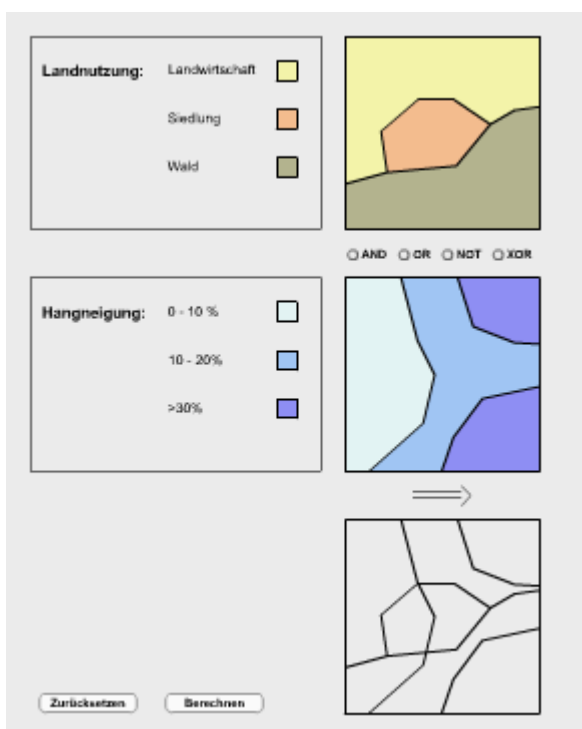 Landnutzung: Landwirtschaft
Siedlung
Wald
AND OR NOT XOR
Hangneigung: 0 - 10 %
10 - 20%
>30%
Zurücksetzen Berechnen